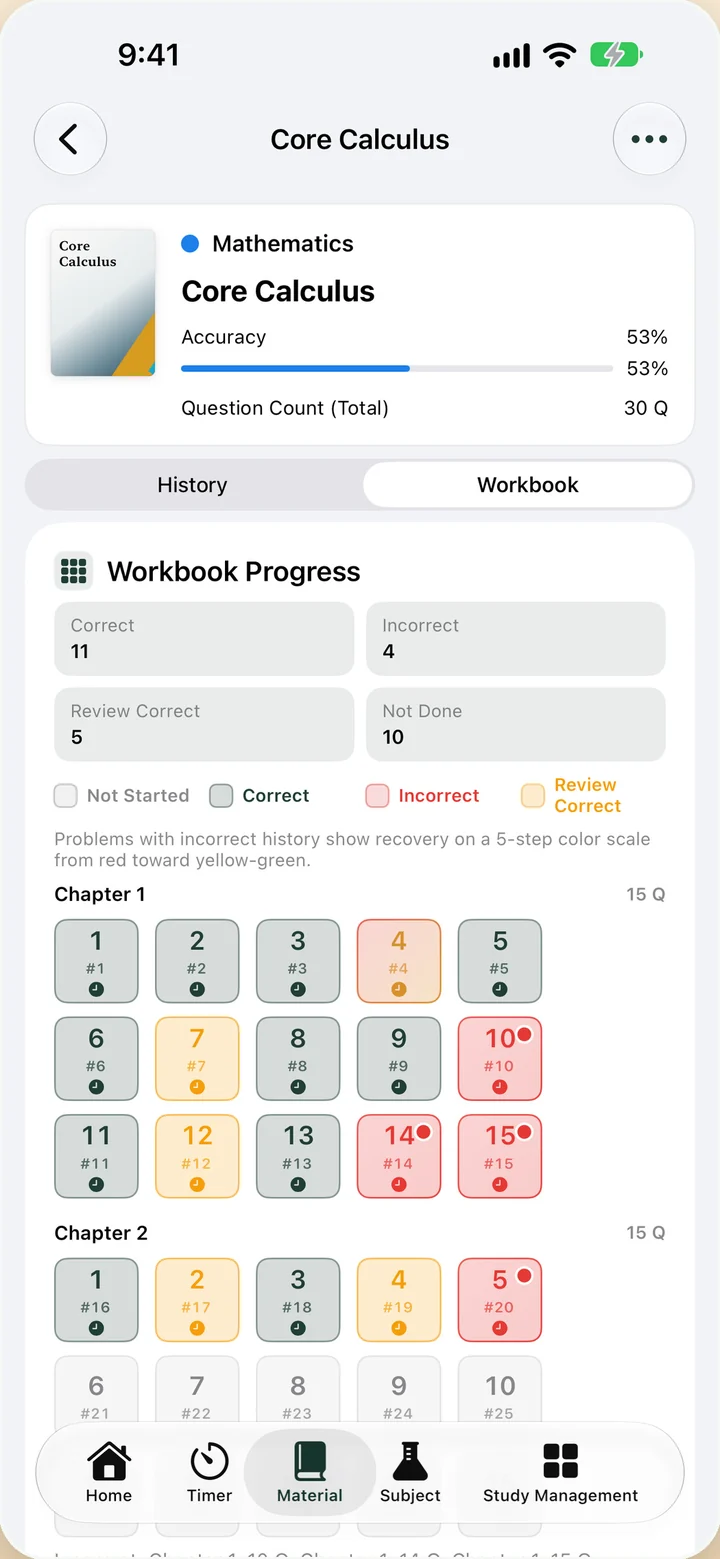 9:41
Core Calculus
Core
Calculus
Mathematics
Core Calculus
Accuracy 53%
53%
Question Count (Total) 30 Q
History Workbook
Workbook Progress
Correct Incorrect
11 4
Review Correct Not Done
5 10
Not Started Correct Incorrect Review Correct
Problems with incorrect history show recovery on a 5-step color scale
from red toward yellow-green.
Chapter 1 15 Q
1 2 3 4 5
#1 #2 #3 #4 #5
6 7 8 9 10
#6 #7 #8 #9 #10
11 12 13 14 15
#11 #12 #13 #14 #15
Chapter 2 15 Q
1 2 3 4 5
#16 #17 #18 #19 #20
6 7 8 9 10
#21 #22 #23 #24 #25
Home Timer Material Subject Study Management